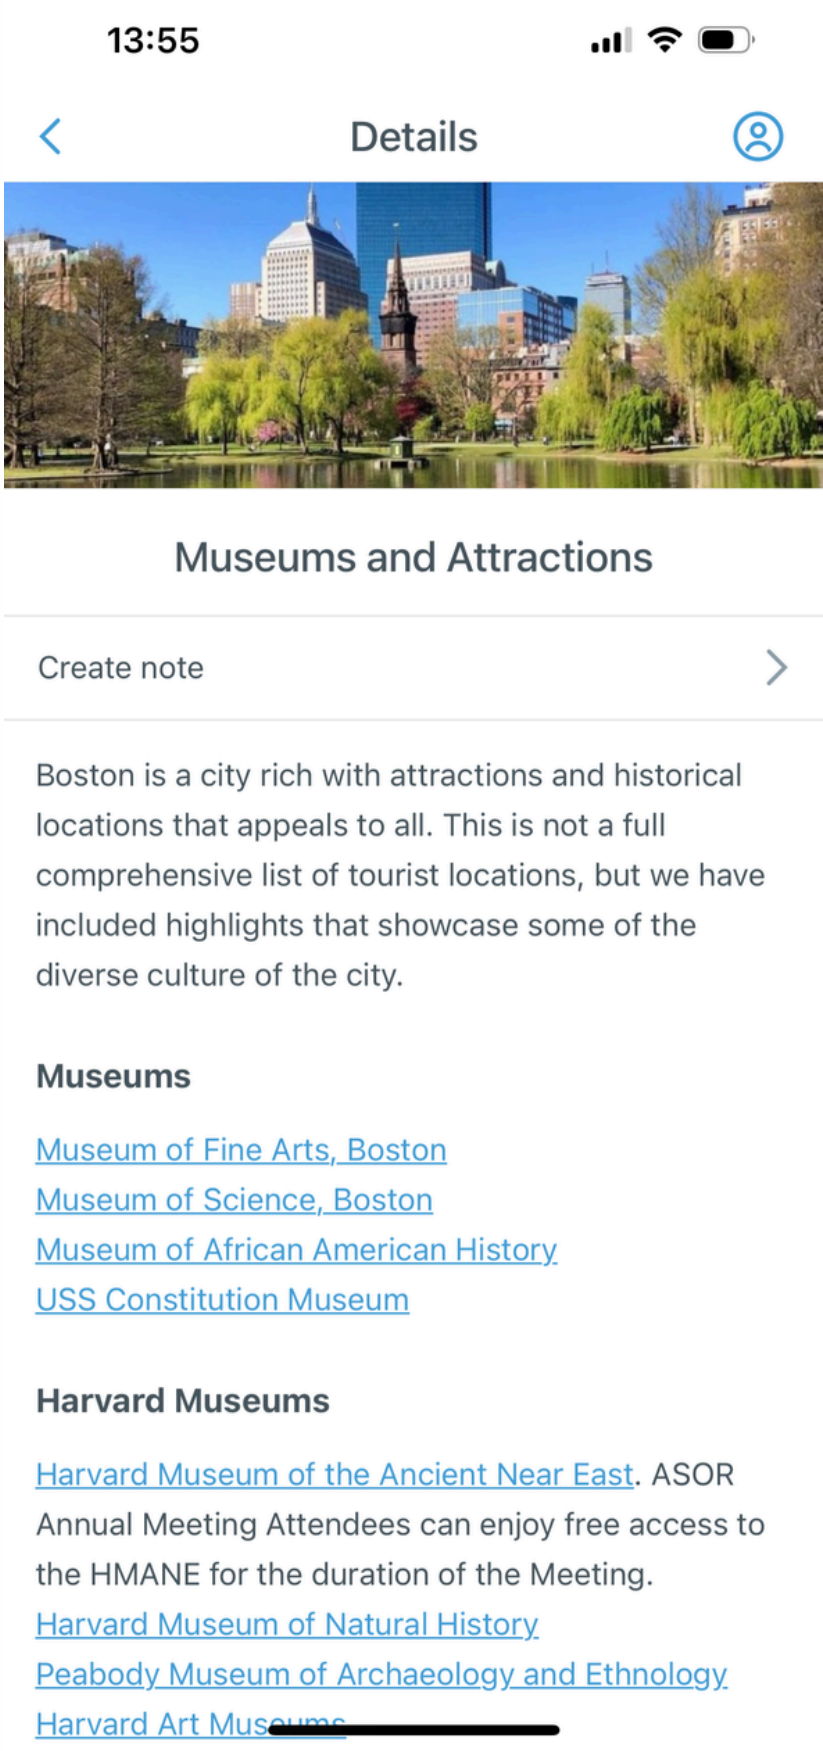 13:55
Details
Museums and Attractions
Create note
Boston is a city rich with attractions and historical
locations that appeals to all. This is not a full
comprehensive list of tourist locations, but we have
included highlights that showcase some of the
diverse culture of the city.
Museums
Museum of Fine Arts, Boston
Museum of Science, Boston
Museum of African American History
USS Constitution Museum
Harvard Museums
Harvard Museum of the Ancient Near East. ASOR
Annual Meeting Attendees can enjoy free access to
the HMANE for the duration of the Meeting.
Harvard Museum of Natural History
Peabody Museum of Archaeology and Ethnology
Harvard Art Museums